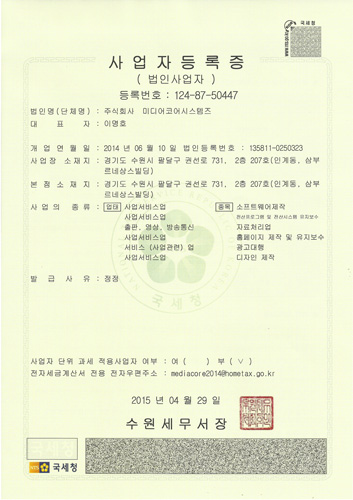 국세청
사업자등록증
( 법인사업자 )
등록번호 : 124-87-50447
법인명(단체명) : 주식회사 미디어코어시스템즈
대 표 자 : 이명호
개 업 연 월 일 : 2014 년 06 월 10 일 법인등록번호 : 135811-0250323
사업장 소재지 : 경기도 수원시 팔달구 권선로 731, 2층 207호(인계동, 삼부
르네상스빌딩)
본 점 소 재 지 : 경기도 수원시 팔달구 권선로 731, 2층 207호(인계동, 삼부
르네상스빌딩)
사 업 의 종 류 : 업태 사업서비스업 종목 소프트웨어제작
사업서비스업 전산프로그램 및 전산시스템 유지보수
출판, 영상, 방송통신 자료처리업
사업서비스업 홈페이지 제작 및 유지보수
서비스 (사업관련) 업 광고대행
사업서비스업 디자인 제작
발 급 사 유 : 정정
국세청
사업자 단위 과세 적용사업자 여부 : 여 ( ) 부 ( ∨ )
전자세금계산서 전용 전자우편주소 : mediacore2014@hometax.go.kr
2015 년 04 월 29 일
수원세무서장
국세청
NTS 국세청